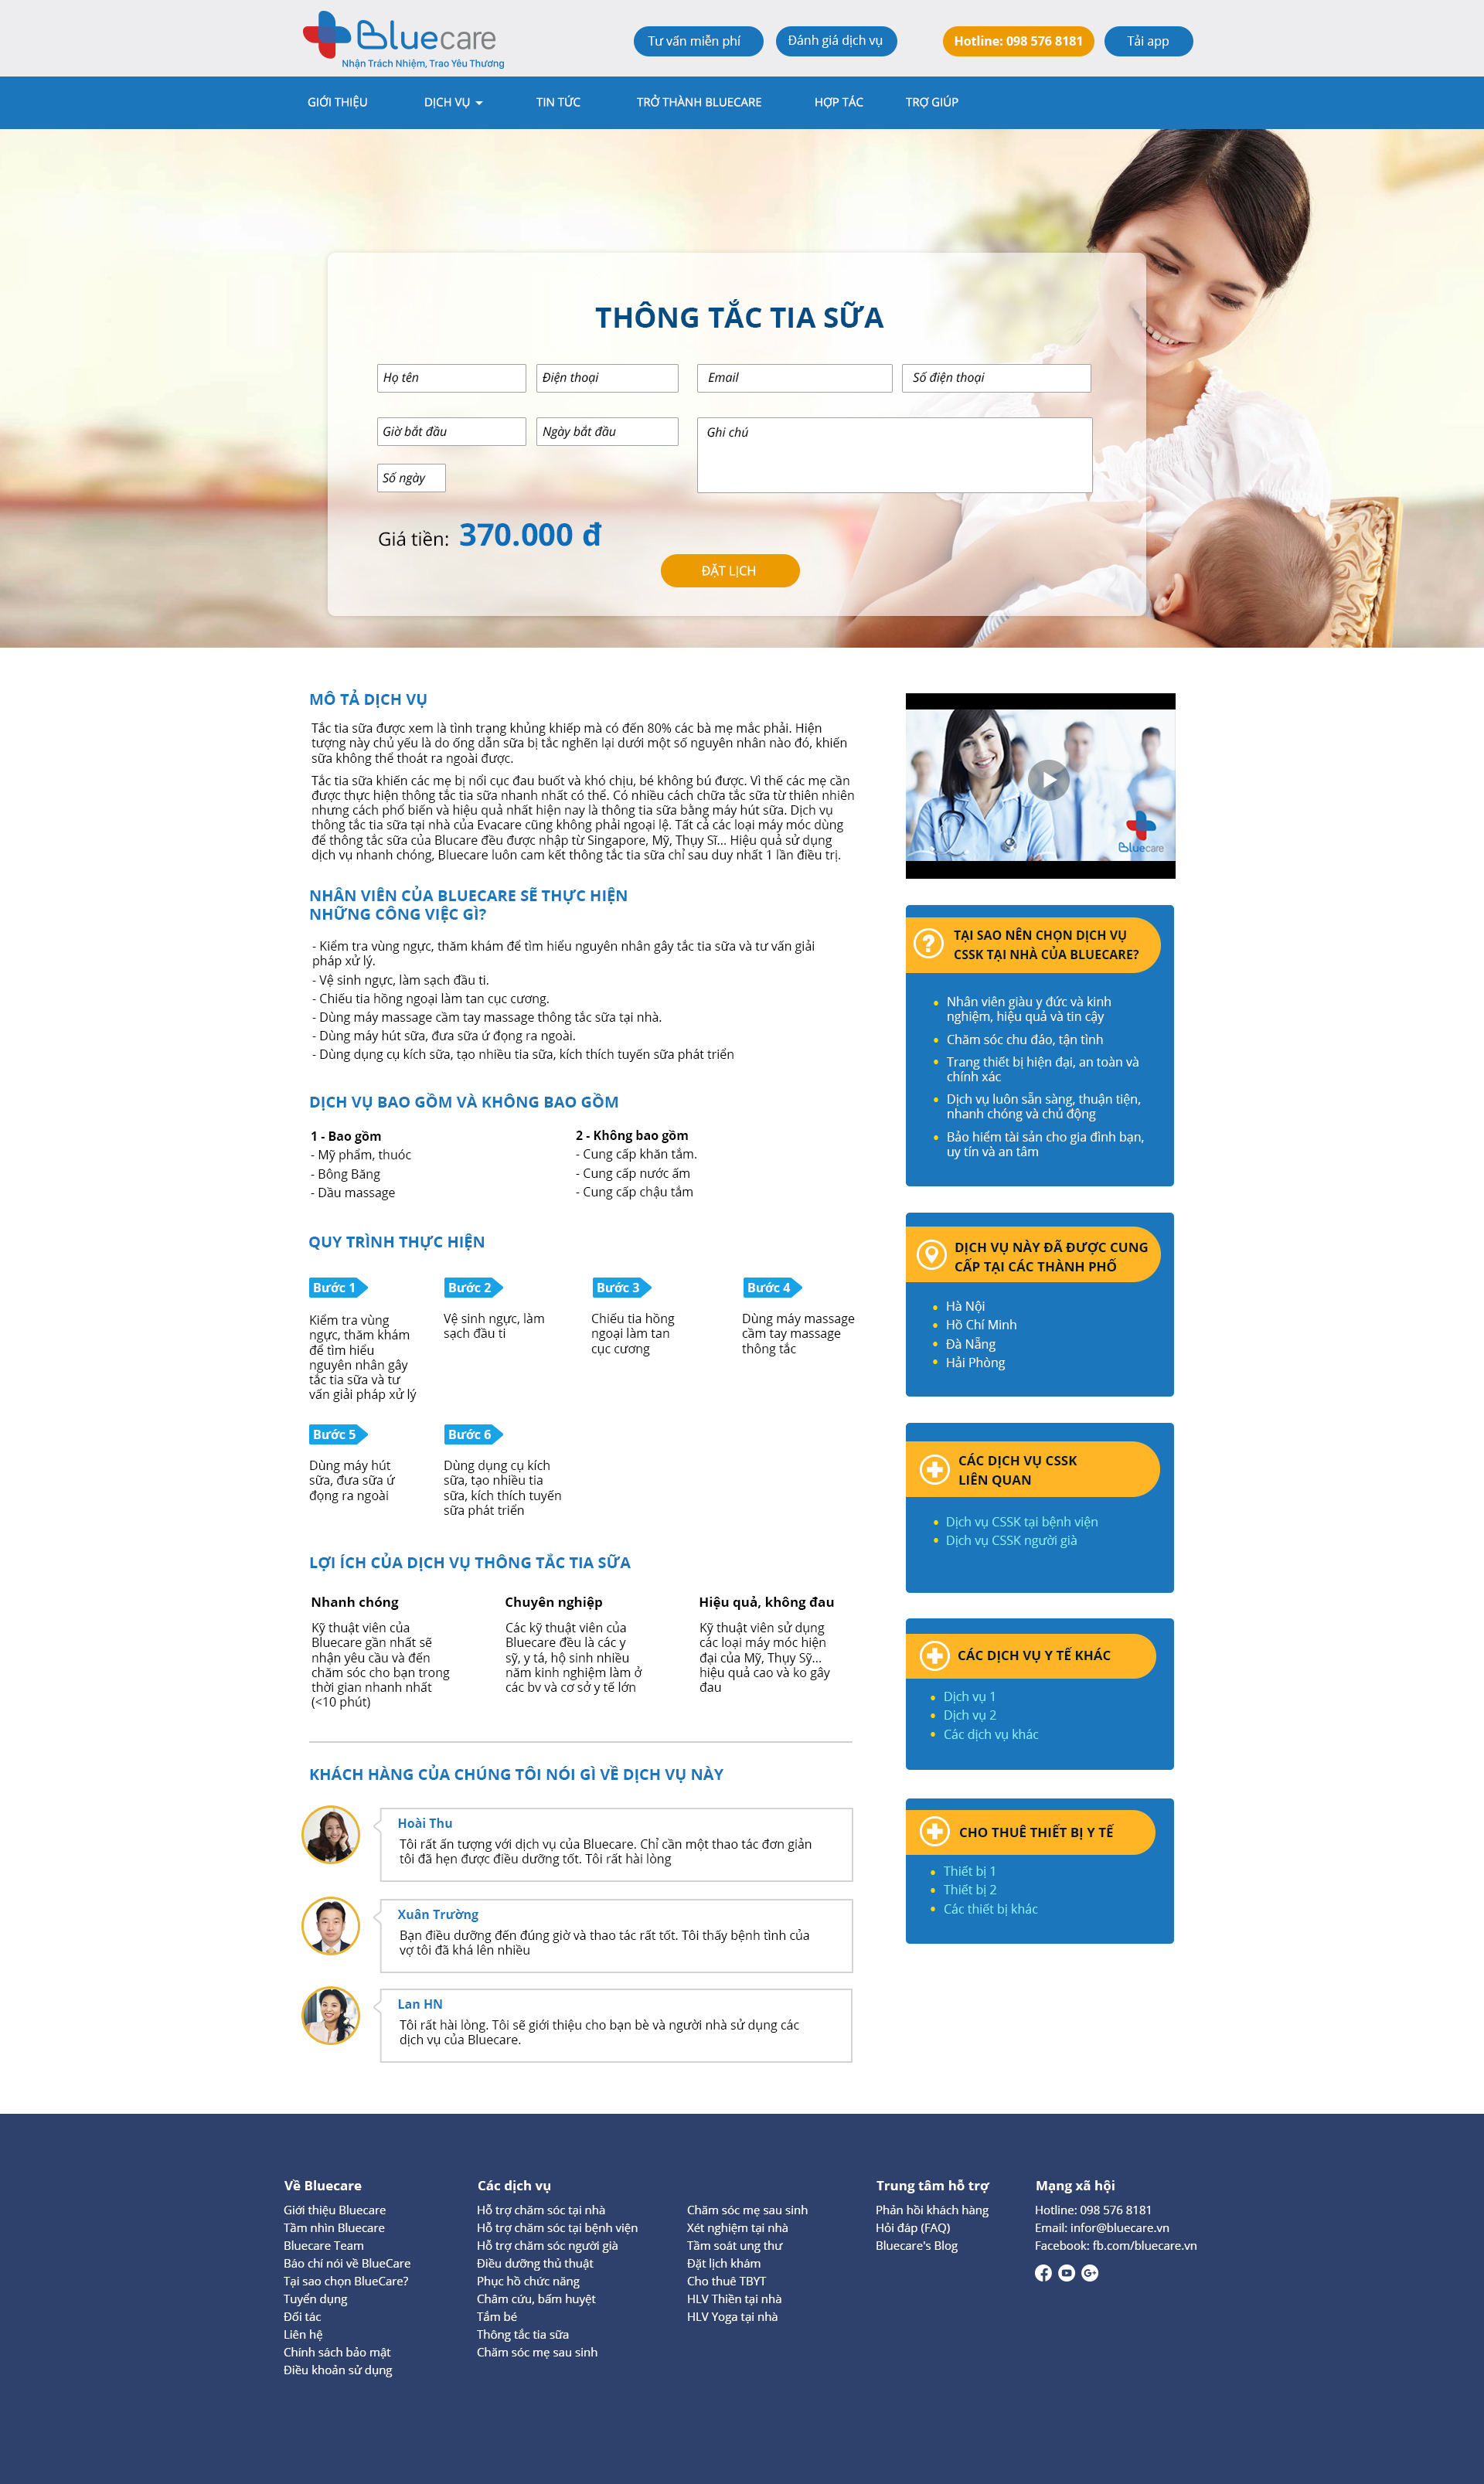 Bluecare
Nhận Trách Nhiệm, Trao Yêu Thương
Tư vấn miễn phí
Đánh giá dịch vụ
Hotline: 098 576 8181
Tải app
GIỚI THIỆU
DỊCH VỤ
TIN TỨC
TRỞ THÀNH BLUECARE
HỢP TÁC
TRỢ GIÚP
THÔNG TẮC TIA SỮA
Họ tên
Điện thoại
Email
Số điện thoại
Giờ bắt đầu
Ngày bắt đầu
Ghi chú
Số ngày
Giá tiền: 370.000 đ
ĐẶT LỊCH
MÔ TẢ DỊCH VỤ
Tắc tia sữa được xem là tình trạng khủng khiếp mà có đến 80% các bà mẹ mắc phải. Hiện
tượng này chủ yếu là do ống dẫn sữa bị tắc nghẽn lại dưới một số nguyên nhân nào đó, khiến
sữa không thể thoát ra ngoài được.
Tắc tia sữa khiến các mẹ bị nổi cục đau buốt và khó chịu, bé không bú được. Vì thế các mẹ cần
được thực hiện thông tắc tia sữa nhanh nhất có thể. Có nhiều cách chữa tắc sữa từ thiên nhiên
nhưng cách phổ biến và hiệu quả nhất hiện nay là thông tia sữa bằng máy hút sữa. Dịch vụ
thông tắc tia sữa tại nhà của Evacare cũng không phải ngoại lệ. Tất cả các loại máy móc dùng
để thông tắc sữa của Blucare đều được nhập từ Singapore, Mỹ, Thụy Sĩ... Hiệu quả sử dụng
dịch vụ nhanh chóng, Bluecare luôn cam kết thông tắc tia sữa chỉ sau duy nhất 1 lần điều trị.
NHÂN VIÊN CỦA BLUECARE SẼ THỰC HIỆN
NHỮNG CÔNG VIỆC GÌ?
- Kiểm tra vùng ngực, thăm khám để tìm hiểu nguyên nhân gây tắc tia sữa và tư vấn giải
pháp xử lý.
- Vệ sinh ngực, làm sạch đầu ti.
- Chiếu tia hồng ngoại làm tan cục cương.
- Dùng máy massage cầm tay massage thông tắc sữa tại nhà.
- Dùng máy hút sữa, đưa sữa ứ đọng ra ngoài.
- Dùng dụng cụ kích sữa, tạo nhiều tia sữa, kích thích tuyến sữa phát triển
DỊCH VỤ BAO GỒM VÀ KHÔNG BAO GỒM
1 - Bao gồm
- Mỹ phẩm, thuốc
- Bông Băng
- Dầu massage
2 - Không bao gồm
- Cung cấp khăn tắm.
- Cung cấp nước ấm
- Cung cấp chậu tắm
QUY TRÌNH THỰC HIỆN
Bước 1
Kiểm tra vùng
ngực, thăm khám
để tìm hiểu
nguyên nhân gây
tắc tia sữa và tư
vấn giải pháp xử lý
Bước 2
Vệ sinh ngực, làm
sạch đầu ti
Bước 3
Chiếu tia hồng
ngoại làm tan
cục cương
Bước 4
Dùng máy massage
cầm tay massage
thông tắc
Bước 5
Dùng máy hút
sữa, đưa sữa ứ
đọng ra ngoài
Bước 6
Dùng dụng cụ kích
sữa, tạo nhiều tia
sữa, kích thích tuyến
sữa phát triển
LỢI ÍCH CỦA DỊCH VỤ THÔNG TẮC TIA SỮA
Nhanh chóng
Kỹ thuật viên của
Bluecare gần nhất sẽ
nhận yêu cầu và đến
chăm sóc cho bạn trong
thời gian nhanh nhất
(<10 phút)
Chuyên nghiệp
Các kỹ thuật viên của
Bluecare đều là các y
sỹ, y tá, hộ sinh nhiều
năm kinh nghiệm làm ở
các bv và cơ sở y tế lớn
Hiệu quả, không đau
Kỹ thuật viên sử dụng
các loại máy móc hiện
đại của Mỹ, Thụy Sỹ...
hiệu quả cao và ko gây
đau
KHÁCH HÀNG CỦA CHÚNG TÔI NÓI GÌ VỀ DỊCH VỤ NÀY
Hoài Thu
Tôi rất ấn tượng với dịch vụ của Bluecare. Chỉ cần một thao tác đơn giản
tôi đã hẹn được điều dưỡng tốt. Tôi rất hài lòng
Xuân Trường
Bạn điều dưỡng đến đúng giờ và thao tác rất tốt. Tôi thấy bệnh tình của
vợ tôi đã khá lên nhiều
Lan HN
Tôi rất hài lòng. Tôi sẽ giới thiệu cho bạn bè và người nhà sử dụng các
dịch vụ của Bluecare.
Bluecare
TẠI SAO NÊN CHỌN DỊCH VỤ
CSSK TẠI NHÀ CỦA BLUECARE?
Nhân viên giàu y đức và kinh
nghiệm, hiệu quả và tin cậy
Chăm sóc chu đáo, tận tình
Trang thiết bị hiện đại, an toàn và
chính xác
Dịch vụ luôn sẵn sàng, thuận tiện,
nhanh chóng và chủ động
Bảo hiểm tài sản cho gia đình bạn,
uy tín và an tâm
DỊCH VỤ NÀY ĐÃ ĐƯỢC CUNG
CẤP TẠI CÁC THÀNH PHỐ
Hà Nội
Hồ Chí Minh
Đà Nẵng
Hải Phòng
CÁC DỊCH VỤ CSSK
LIÊN QUAN
Dịch vụ CSSK tại bệnh viện
Dịch vụ CSSK người già
CÁC DỊCH VỤ Y TẾ KHÁC
Dịch vụ 1
Dịch vụ 2
Các dịch vụ khác
CHO THUÊ THIẾT BỊ Y TẾ
Thiết bị 1
Thiết bị 2
Các thiết bị khác
Về Bluecare
Giới thiệu Bluecare
Tầm nhìn Bluecare
Bluecare Team
Báo chí nói về BlueCare
Tại sao chọn BlueCare?
Tuyển dụng
Đối tác
Liên hệ
Chính sách bảo mật
Điều khoản sử dụng
Các dịch vụ
Hỗ trợ chăm sóc tại nhà
Hỗ trợ chăm sóc tại bệnh viện
Hỗ trợ chăm sóc người già
Điều dưỡng thủ thuật
Phục hồ chức năng
Châm cứu, bấm huyệt
Tắm bé
Thông tắc tia sữa
Chăm sóc mẹ sau sinh
Chăm sóc mẹ sau sinh
Xét nghiệm tại nhà
Tầm soát ung thư
Đặt lịch khám
Cho thuê TBYT
HLV Thiền tại nhà
HLV Yoga tại nhà
Trung tâm hỗ trợ
Phản hồi khách hàng
Hỏi đáp (FAQ)
Bluecare's Blog
Mạng xã hội
Hotline: 098 576 8181
Email: infor@bluecare.vn
Facebook: fb.com/bluecare.vn